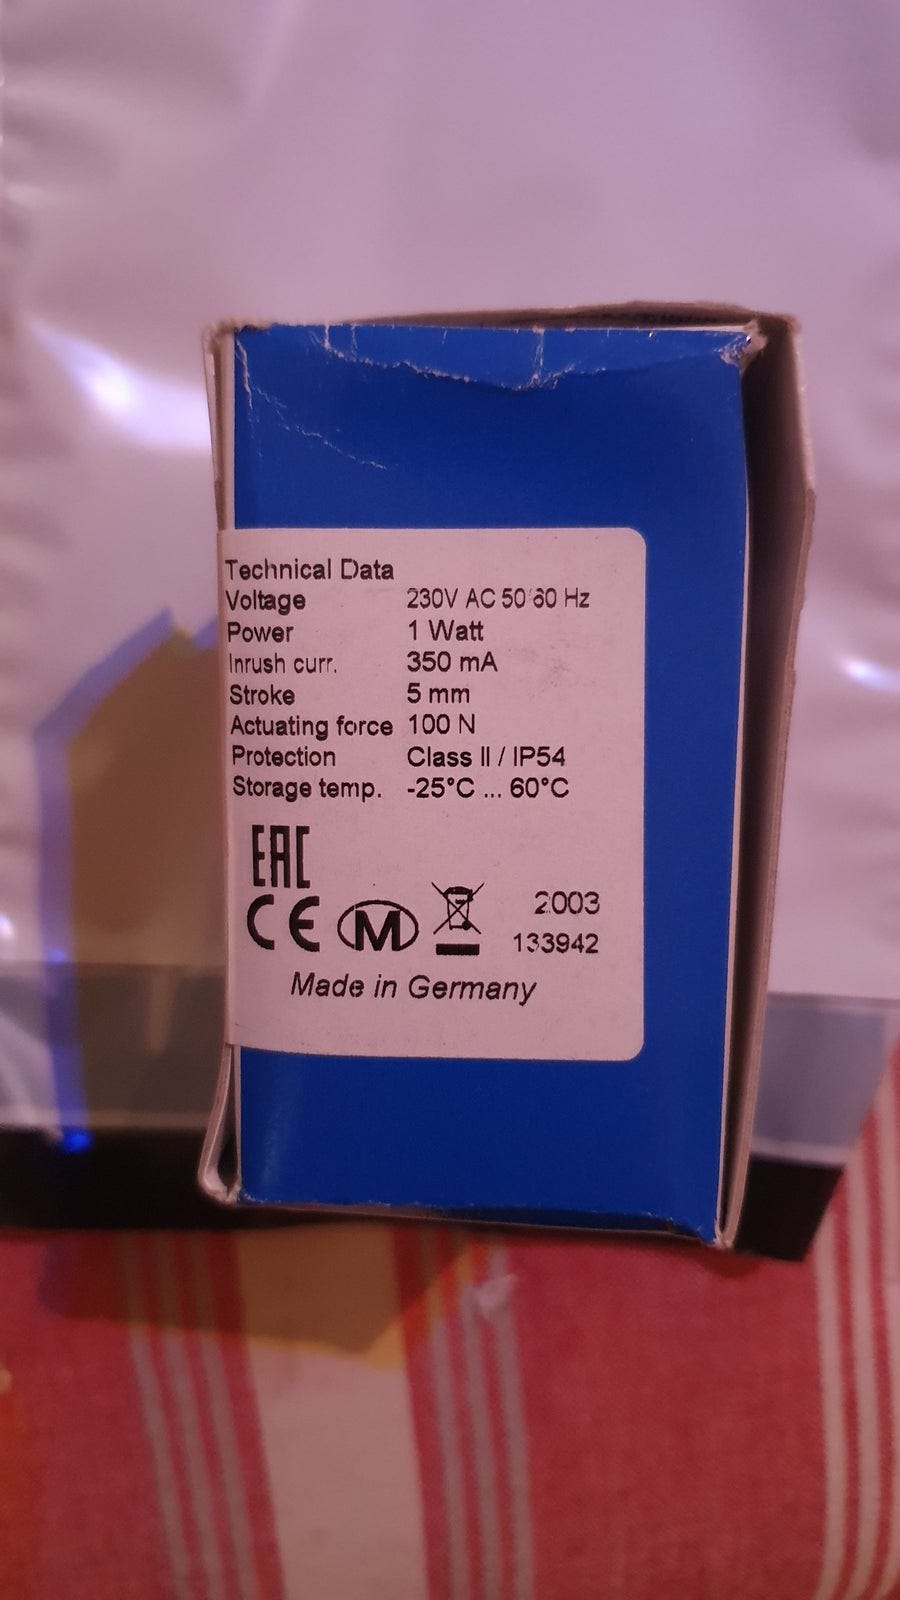 Technical Data
Voltage 230V AC 50/60 Hz
Power 1 Watt
Inrush curr. 350 mA
Stroke 5 mm
Actuating force 100 N
Protection Class II / IP54
Storage temp. -25°C ... 60°C
EAC
CE M 2003
133942
Made in Germany